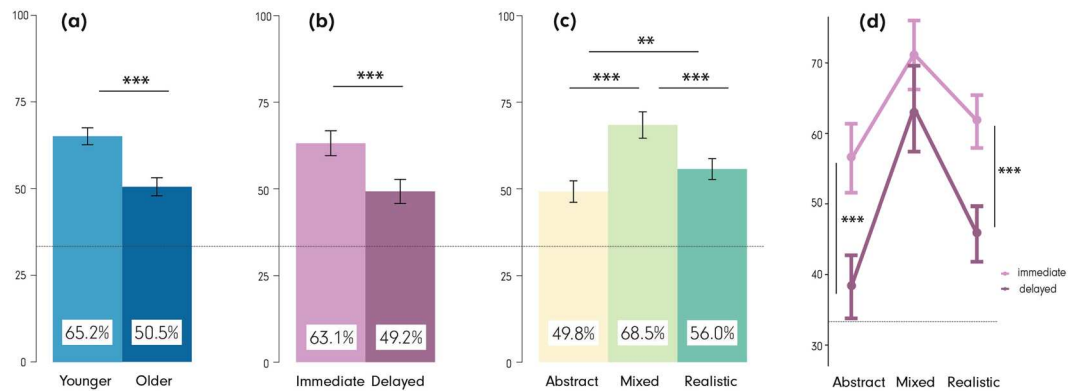 (a)
100
75
50
25
0
***
65.2%
50.5%
Younger
Older
(b)
100
75
50
25
0
***
63.1%
49.2%
Immediate
Delayed
(c)
100
75
50
25
0
**
***
***
49.8%
68.5%
56.0%
Abstract
Mixed
Realistic
(d)
70
60
50
40
30
***
***
immediate
delayed
Abstract
Mixed
Realistic